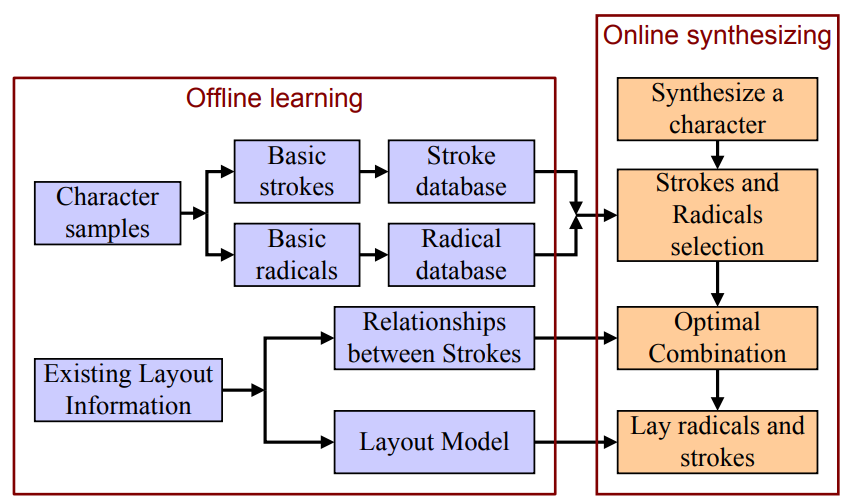 Online synthesizing
Offline learning
Synthesize a
character
Basic
strokes
Stroke
database
Character
samples
Strokes and
Radicals
selection
Basic
radicals
Radical
database
Relationships
between Strokes
Optimal
Combination
Existing Layout
Information
Layout Model
Lay radicals and
strokes